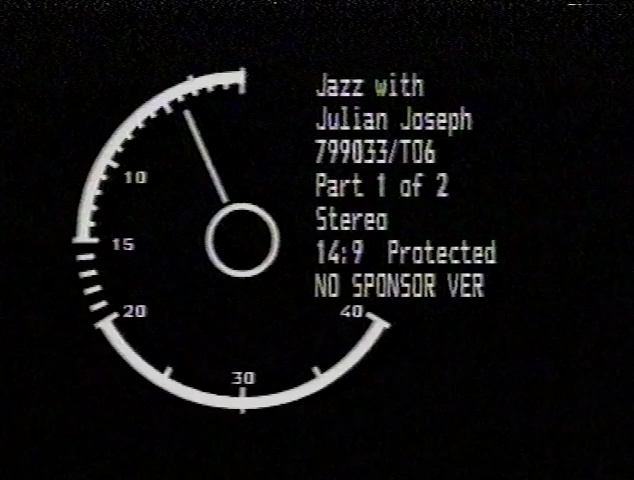 Jazz with
Julian Joseph
799033/T06
Part 1 of 2
Stereo
14:9 Protected
NO SPONSOR VER
10
15
20
30
40